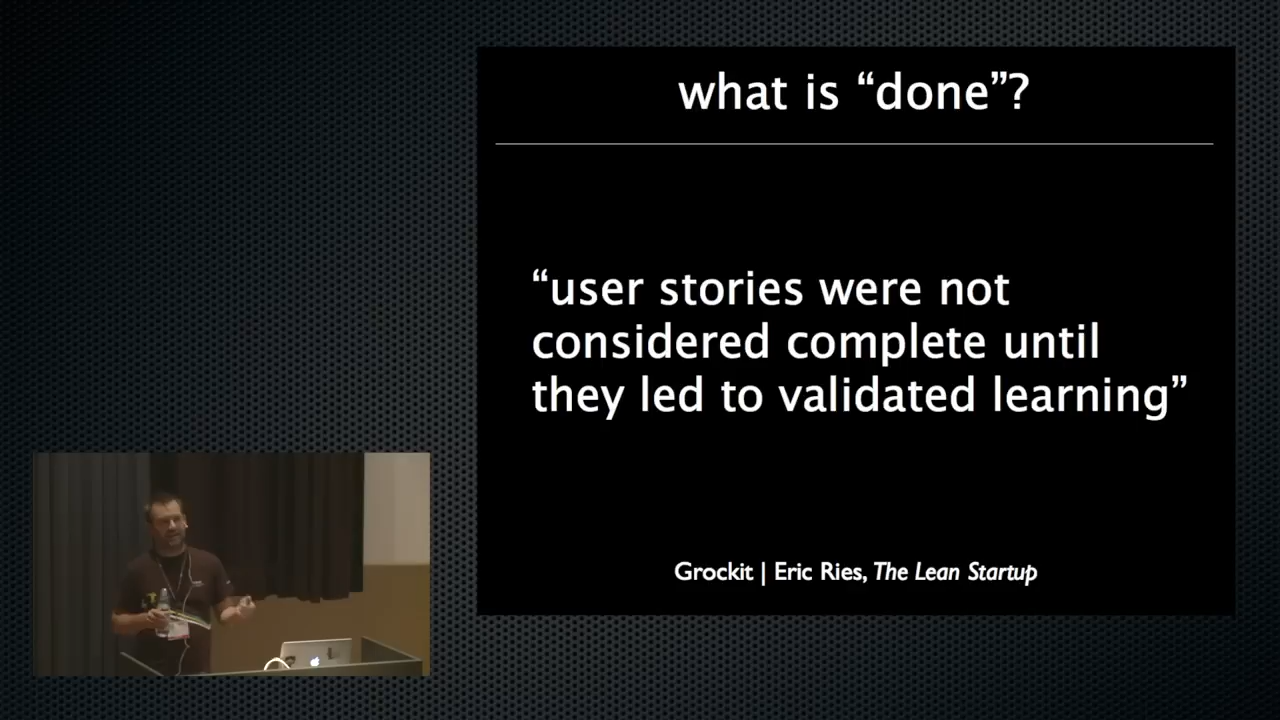 what is “done”?
“user stories were not
considered complete until
they led to validated learning”
Grockit | Eric Ries, The Lean Startup